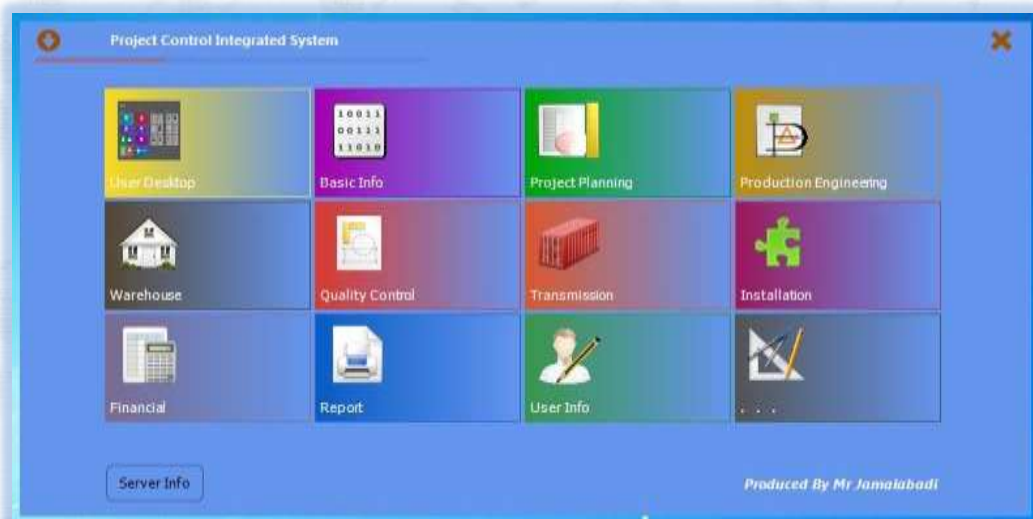 Project Control Integrated System
10011
00111
11010
User Desktop
Basic Info
Project Planning
Production Engineering
Warehouse
Quality Control
Transmission
Installation
Financial
Report
User Info
. . .
Server Info
Produced By Mr Jamalabadi